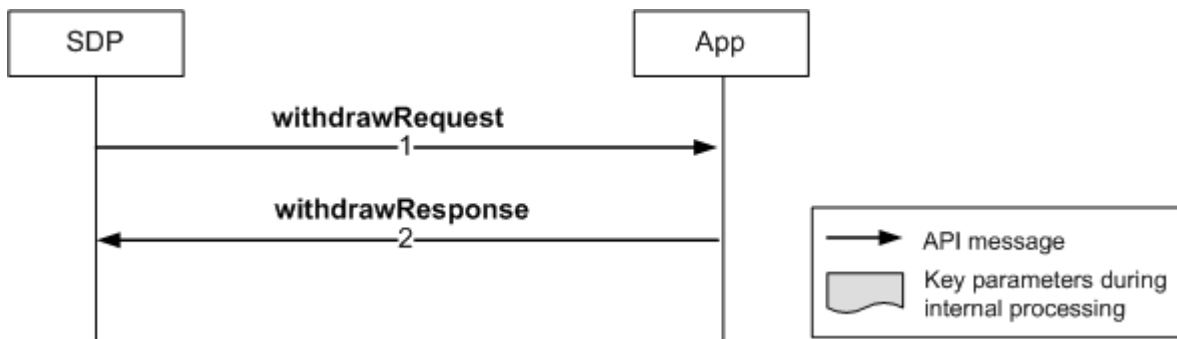 SDP
App
withdrawRequest
1
withdrawResponse
2
API message
Key parameters during
internal processing